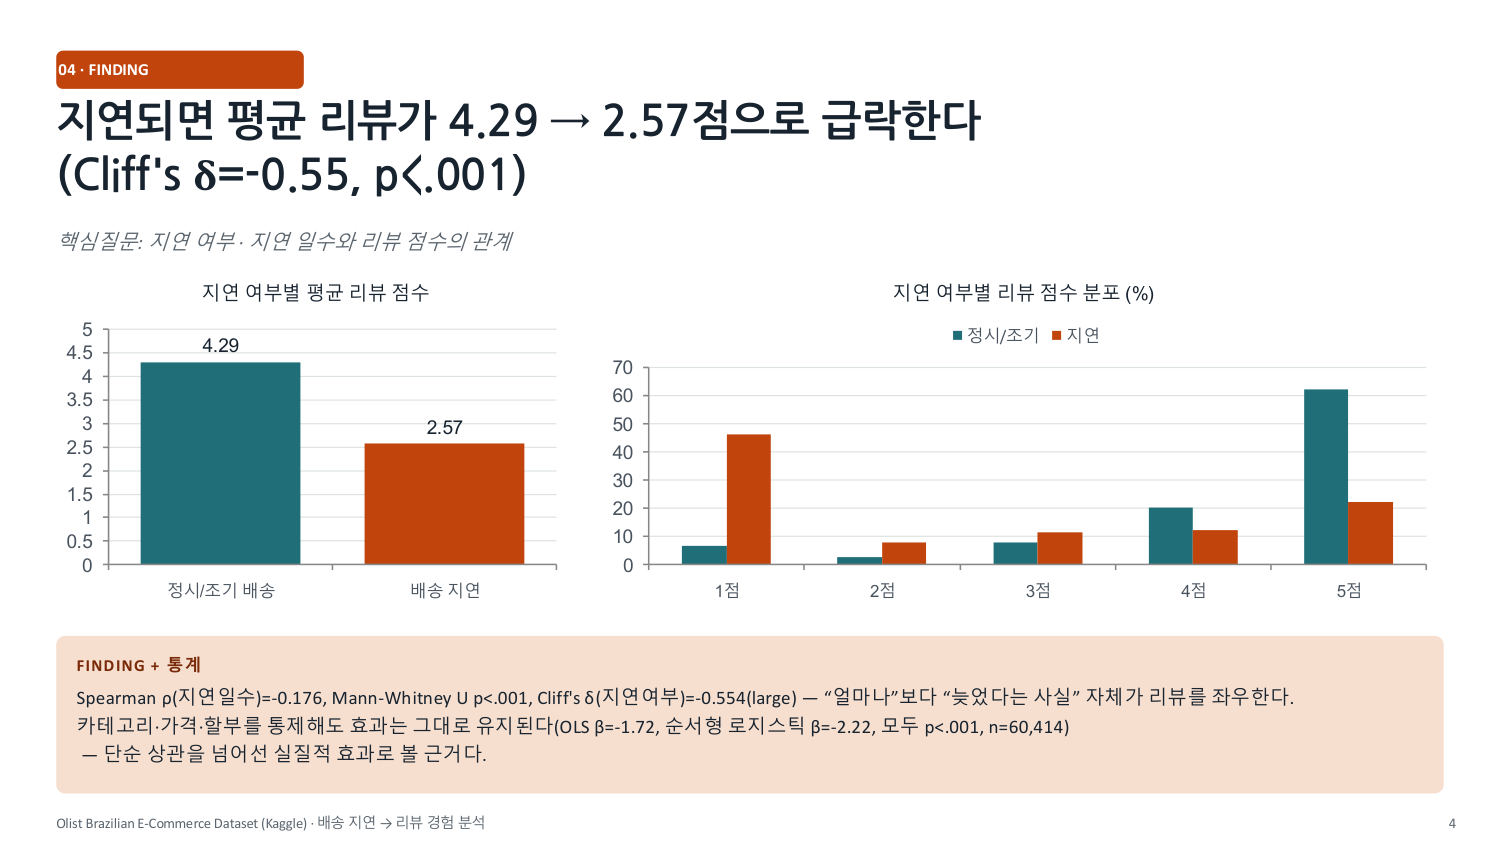 04 · FINDING
지연되면 평균 리뷰가 4.29 → 2.57점으로 급락한다
(Cliff's δ=-0.55, p<.001)
핵심질문: 지연 여부 · 지연 일수와 리뷰 점수의 관계
지연 여부별 평균 리뷰 점수
5
4.5
4
3.5
3
2.5
2
1.5
1
0.5
0
4.29
2.57
정시/조기 배송
배송 지연
지연 여부별 리뷰 점수 분포 (%)
정시/조기 지연
70
60
50
40
30
20
10
0
1점
2점
3점
4점
5점
FINDING + 통계
Spearman ρ(지연일수)=-0.176, Mann-Whitney U p<.001, Cliff's δ(지연여부)=-0.554(large) — “얼마나”보다 “늦었다는 사실” 자체가 리뷰를 좌우한다.
카테고리·가격·할부를 통제해도 효과는 그대로 유지된다(OLS β=-1.72, 순서형 로지스틱 β=-2.22, 모두 p<.001, n=60,414)
— 단순 상관을 넘어선 실질적 효과로 볼 근거다.
Olist Brazilian E-Commerce Dataset (Kaggle) · 배송 지연 → 리뷰 경험 분석
4